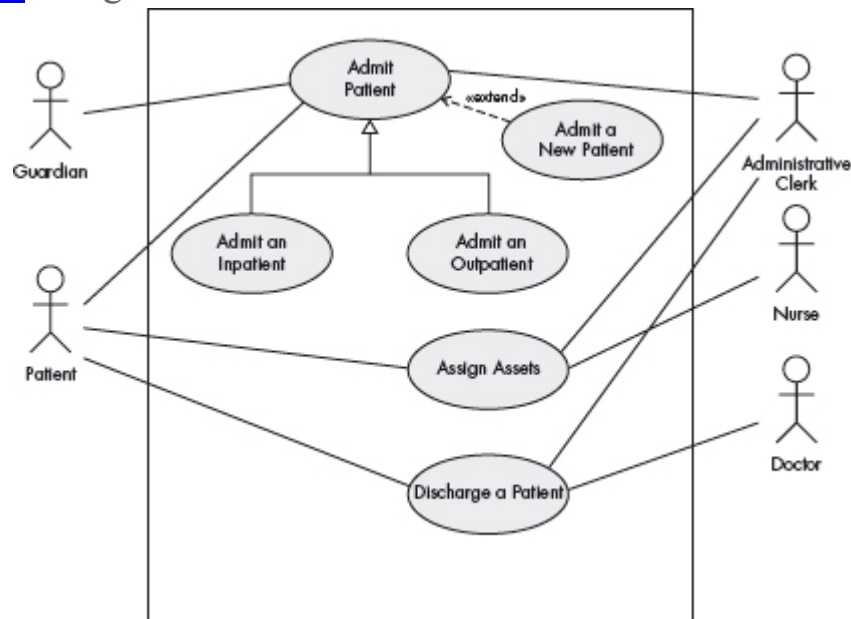 Admit
Patient
«extend»
Admit a
New Patient
Guardian
Administrative
Clerk
Admit an
Inpatient
Admit an
Outpatient
Nurse
Patient
Assign Assets
Doctor
Discharge a Patient